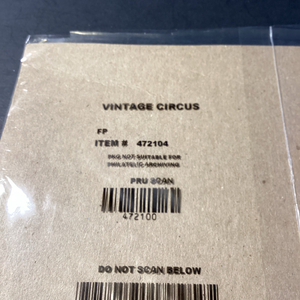 VINTAGE CIRCUS
FP
ITEM # 472104
PKG NOT SUITABLE FOR
PHILATELIC ARCHIVING
PRU SCAN
472100
DO NOT SCAN BELOW